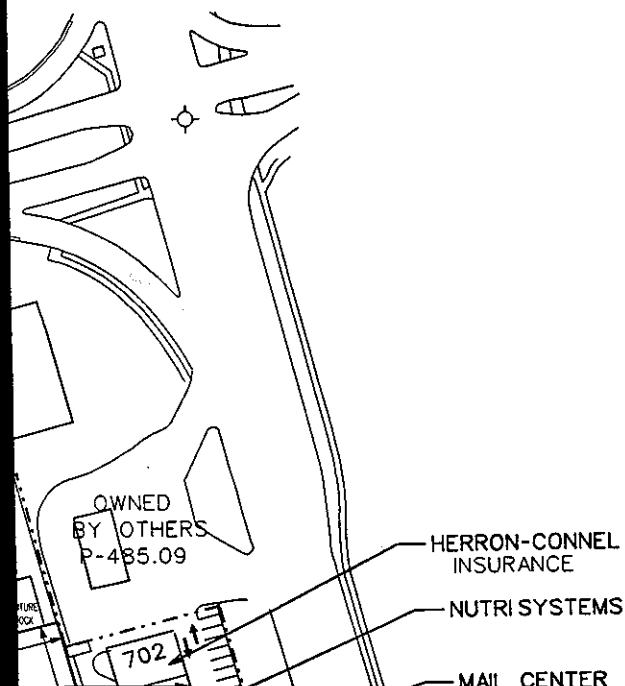 OWNED
BY OTHERS
P-485.09
HERRON-CONNEL
INSURANCE
NUTRI SYSTEMS
702
MAIL CENTER